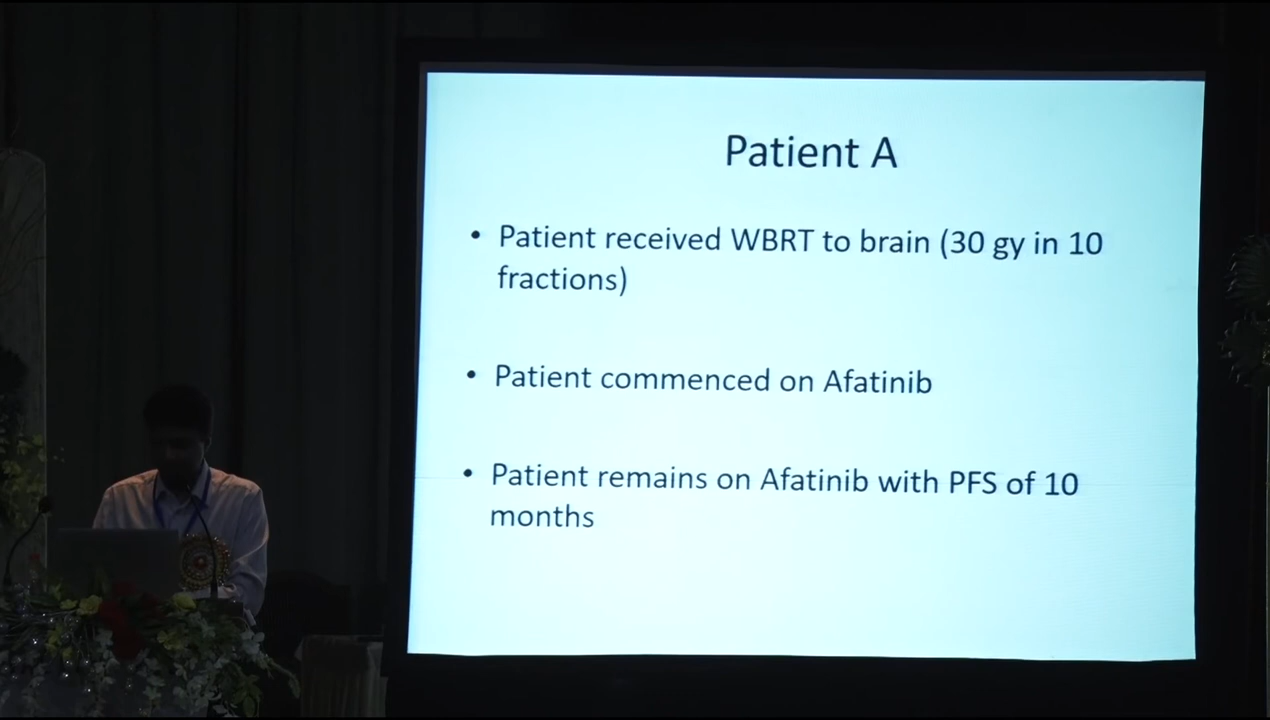 Patient A
• Patient received WBRT to brain (30 gy in 10
fractions)
• Patient commenced on Afatinib
• Patient remains on Afatinib with PFS of 10
months